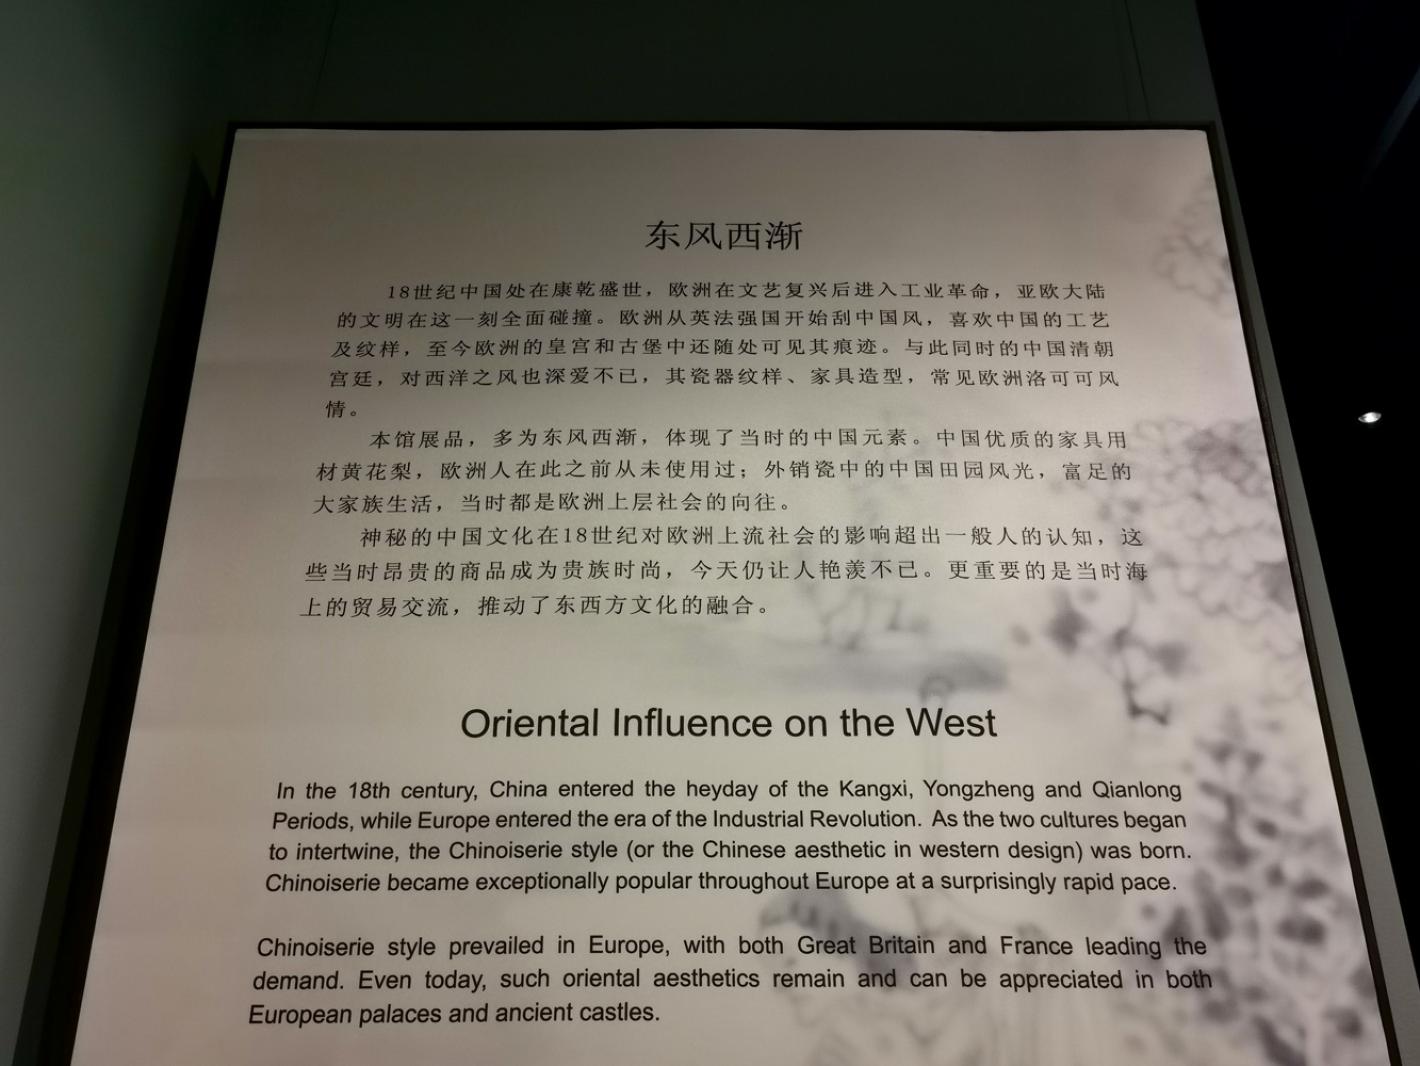 东风西渐
18世纪中国处在康乾盛世，欧洲在文艺复兴后进入工业革命，亚欧大陆
的文明在这一刻全面碰撞。欧洲从英法强国开始刮中国风，喜欢中国的工艺
及纹样，至今欧洲的皇宫和古堡中还随处可见其痕迹。与此同时的中国清朝
宫廷，对西洋之风也深爱不已，其瓷器纹样、家具造型，常见欧洲洛可可风
情。
本馆展品，多为东风西渐，体现了当时的中国元素。中国优质的家具用
材黄花梨，欧洲人在此之前从未使用过；外销瓷中的中国田园风光，富足的
大家族生活，当时都是欧洲上层社会的向往。
神秘的中国文化在18世纪对欧洲上流社会的影响超出一般人的认知，这
些当时昂贵的商品成为贵族时尚，今天仍让人艳羡不已。更重要的是当时海
上的贸易交流，推动了东西方文化的融合。
Oriental Influence on the West
In the 18th century, China entered the heyday of the Kangxi, Yongzheng and Qianlong
Periods, while Europe entered the era of the Industrial Revolution. As the two cultures began
to intertwine, the Chinoiserie style (or the Chinese aesthetic in western design) was born.
Chinoiserie became exceptionally popular throughout Europe at a surprisingly rapid pace.
Chinoiserie style prevailed in Europe, with both Great Britain and France leading the
demand. Even today, such oriental aesthetics remain and can be appreciated in both
European palaces and ancient castles.